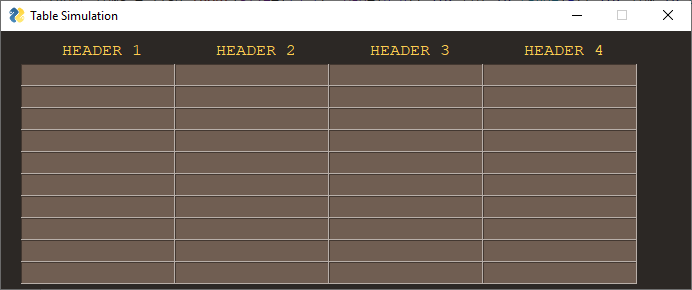 Table Simulation
HEADER 1 HEADER 2 HEADER 3 HEADER 4